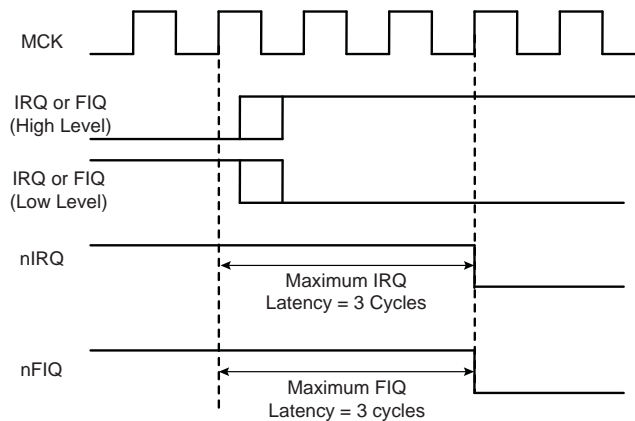 MCK
IRQ or FIQ
(High Level)
IRQ or FIQ
(Low Level)
nIRQ
Maximum IRQ
Latency = 3 Cycles
nFIQ
Maximum FIQ
Latency = 3 cycles